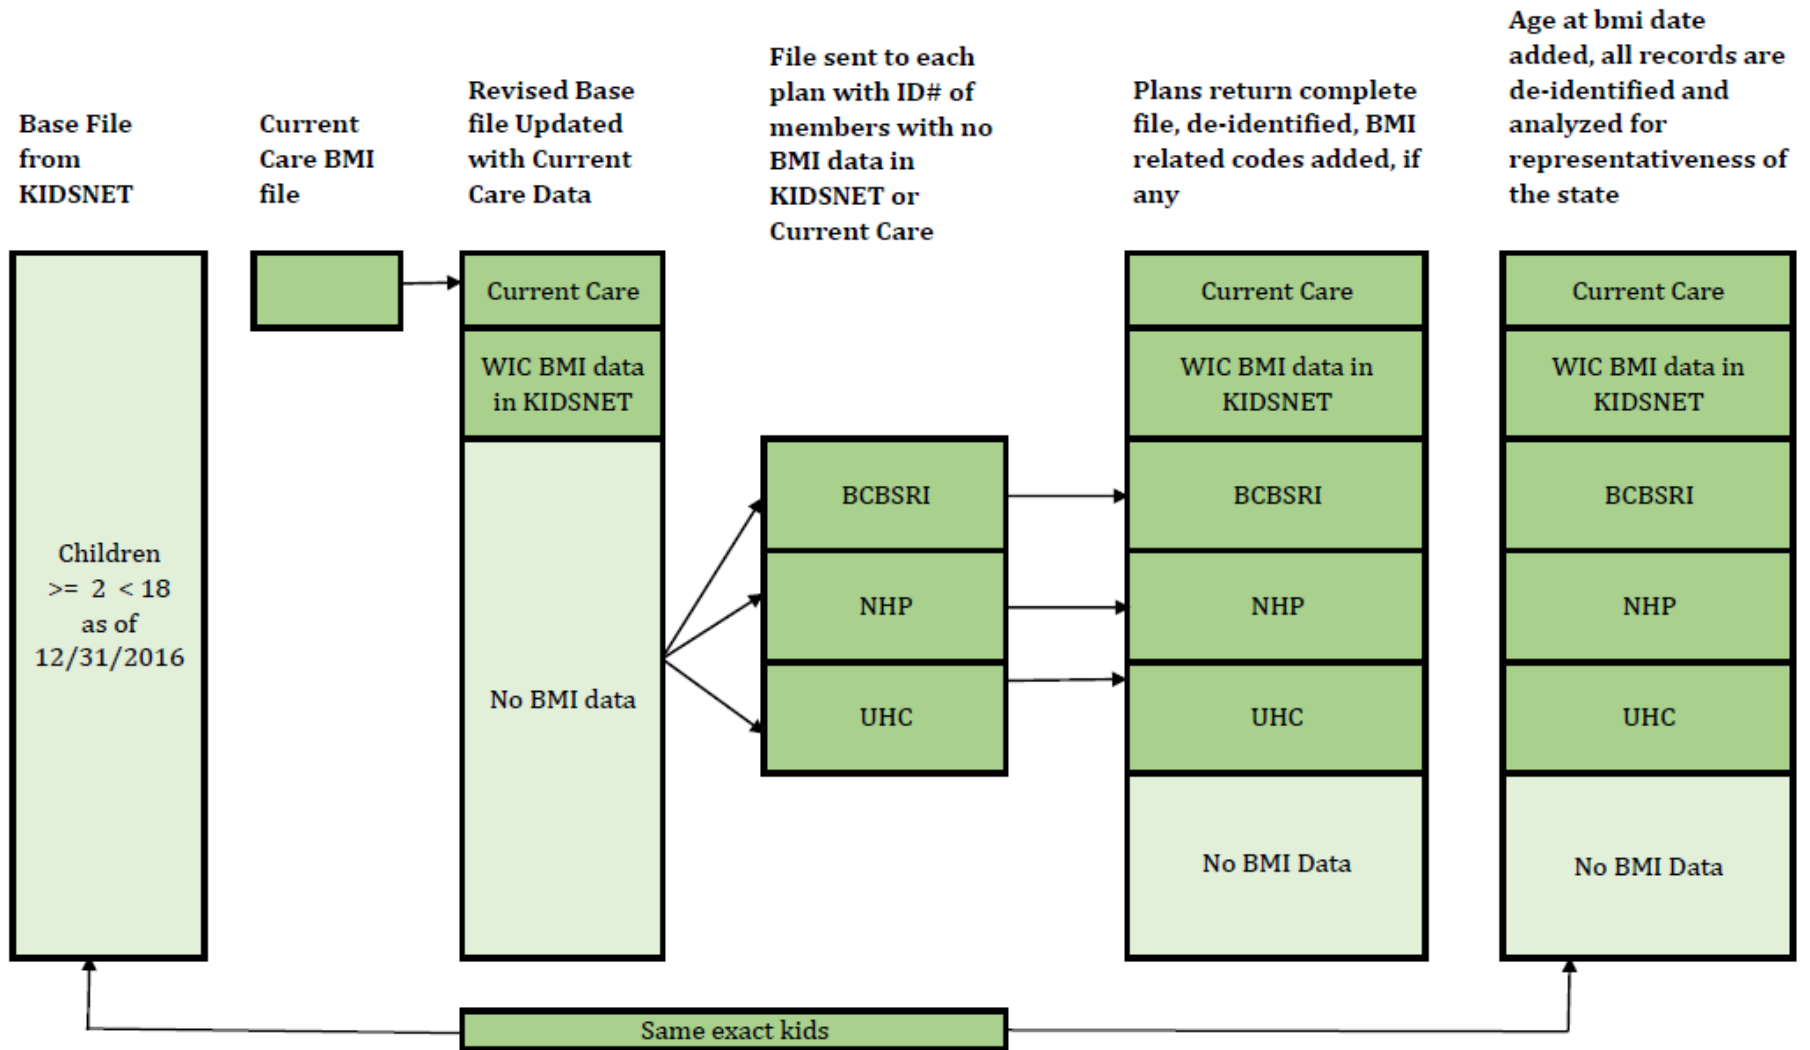 Base File
from
KIDSNET
Current
Care BMI
file
Revised Base
file Updated
with Current
Care Data
File sent to each
plan with ID# of
members with no
BMI data in
KIDSNET or
Current Care
Plans return complete
file, de-identified, BMI
related codes added, if
any
Age at bmi date
added, all records are
de-identified and
analyzed for
representativeness of
the state
Children
>= 2 < 18
as of
12/31/2016
Current Care
WIC BMI data
in KIDSNET
No BMI data
BCBSRI
NHP
UHC
Current Care
WIC BMI data in
KIDSNET
BCBSRI
NHP
UHC
No BMI Data
Current Care
WIC BMI data in
KIDSNET
BCBSRI
NHP
UHC
No BMI Data
Same exact kids